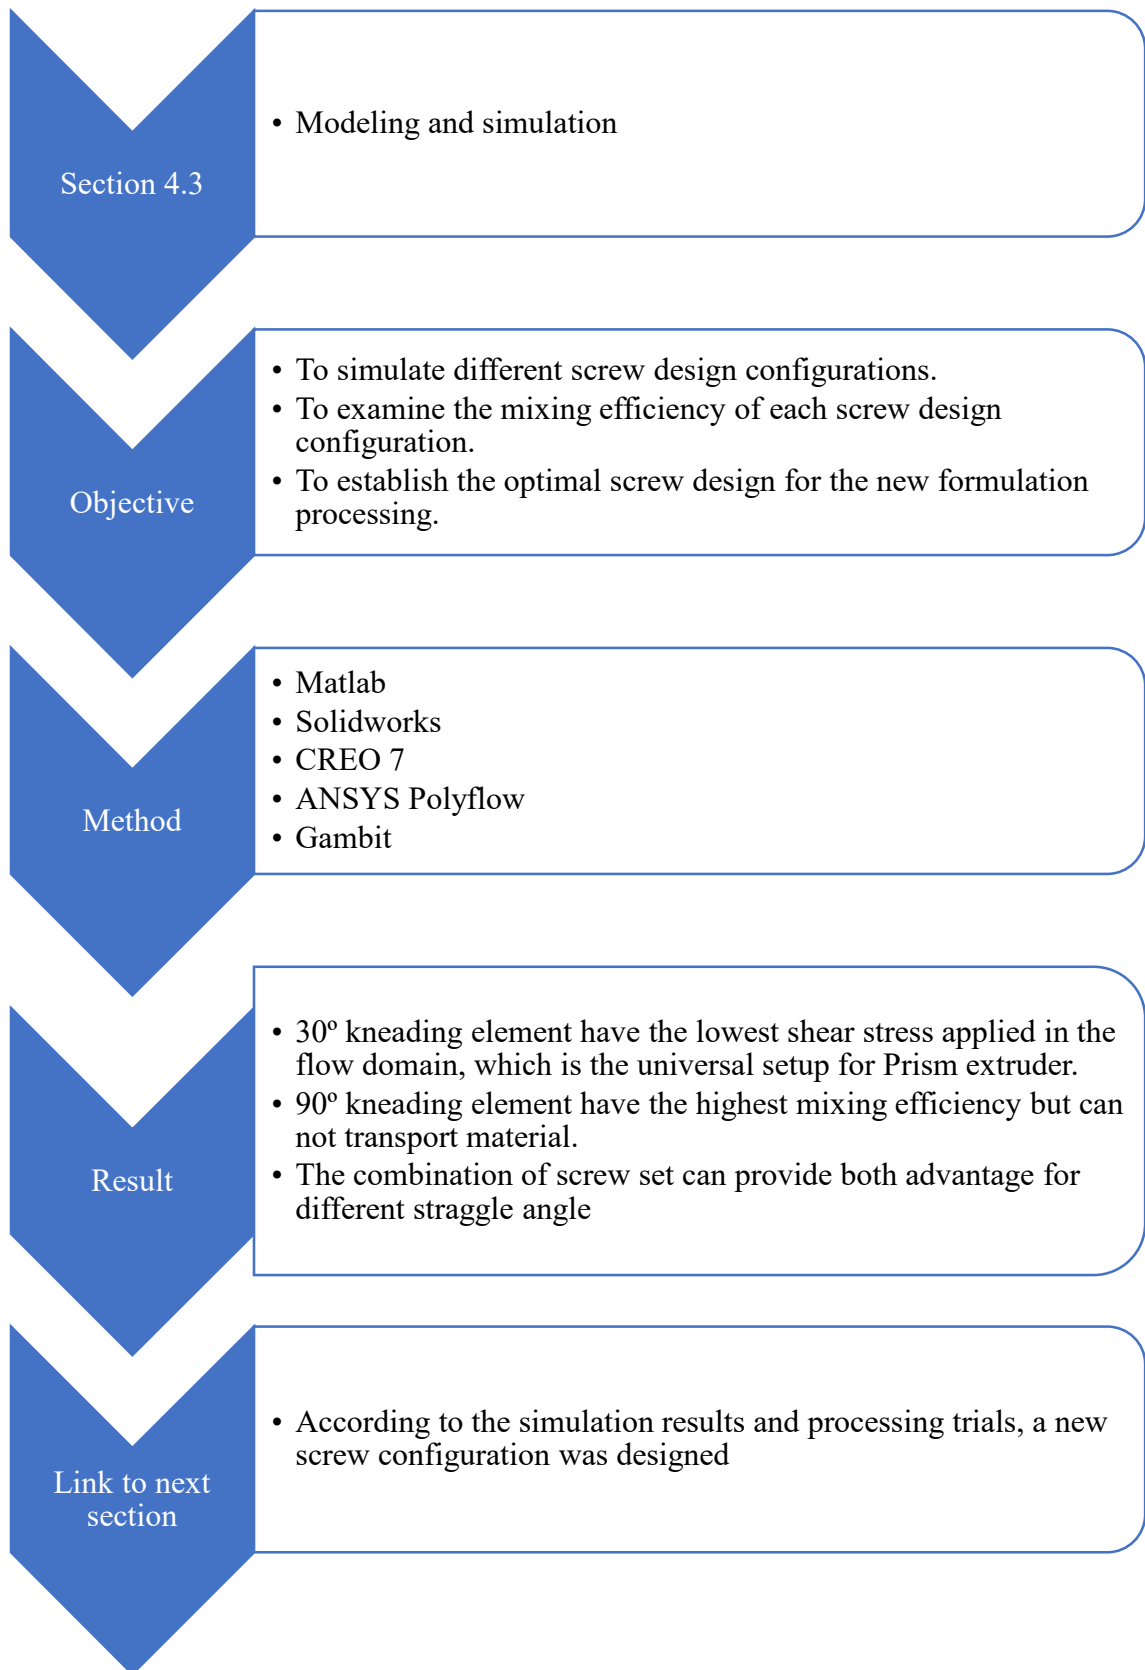 Section 4.3
• Modeling and simulation
Objective
• To simulate different screw design configurations.
• To examine the mixing efficiency of each screw design
configuration.
• To establish the optimal screw design for the new formulation
processing.
Method
• Matlab
• Solidworks
• CREO 7
• ANSYS Polyflow
• Gambit
Result
• 30º kneading element have the lowest shear stress applied in the
flow domain, which is the universal setup for Prism extruder.
• 90º kneading element have the highest mixing efficiency but can
not transport material.
• The combination of screw set can provide both advantage for
different straggle angle
Link to next
section
• According to the simulation results and processing trials, a new
screw configuration was designed